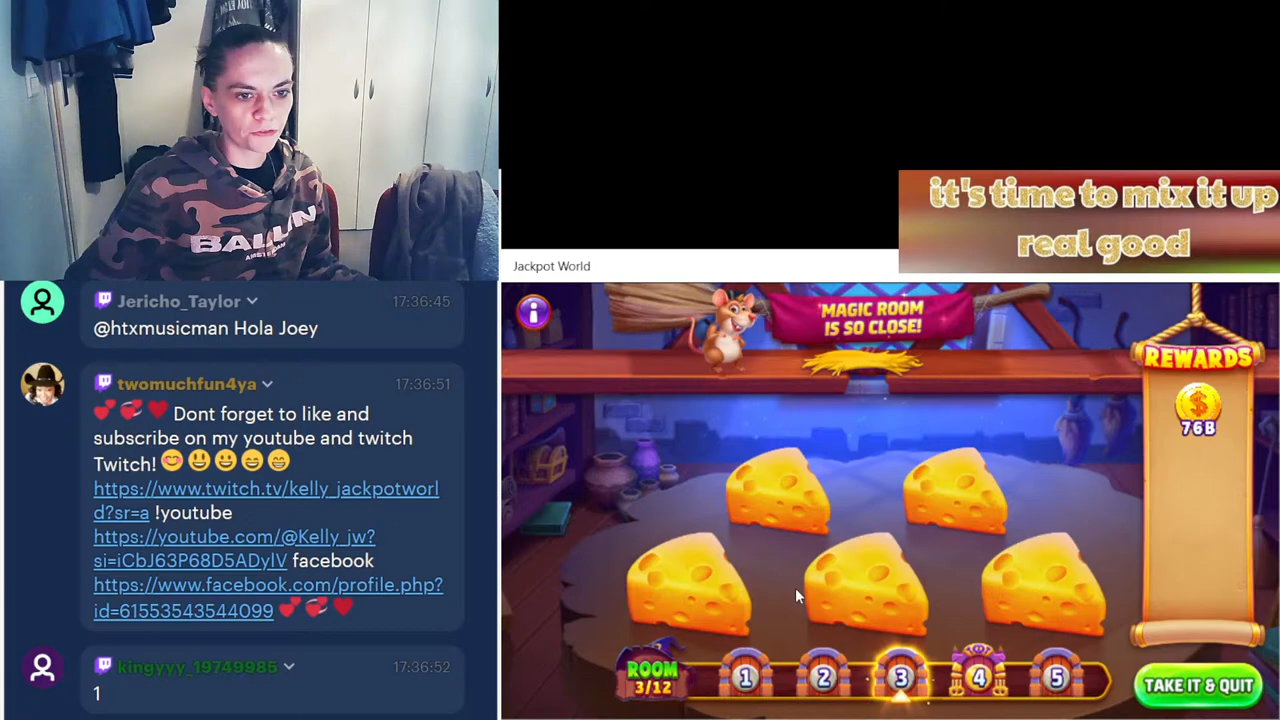 BALLIN
AMSTERDAM
it's time to mix it up
real good
Jackpot World
Jericho_Taylor 17:36:45
@htxmusicman Hola Joey
twomuchfun4ya 17:36:51
💕 💞 ❤️ Dont forget to like and
subscribe on my youtube and twitch
Twitch! 😊 😃 😀 😄 😁
https://www.twitch.tv/kelly_jackpotworl
d?sr=a !youtube
https://youtube.com/@Kelly_jw?
si=iCbJ63P68D5ADylV facebook
https://www.facebook.com/profile.php?
id=61553543544099 💕 💞 ❤️
kingyyy_19749985 17:36:52
1
i
MAGIC ROOM
IS SO CLOSE!
REWARDS
$
76B
ROOM
3/12
1 2 3 4 5
TAKE IT & QUIT